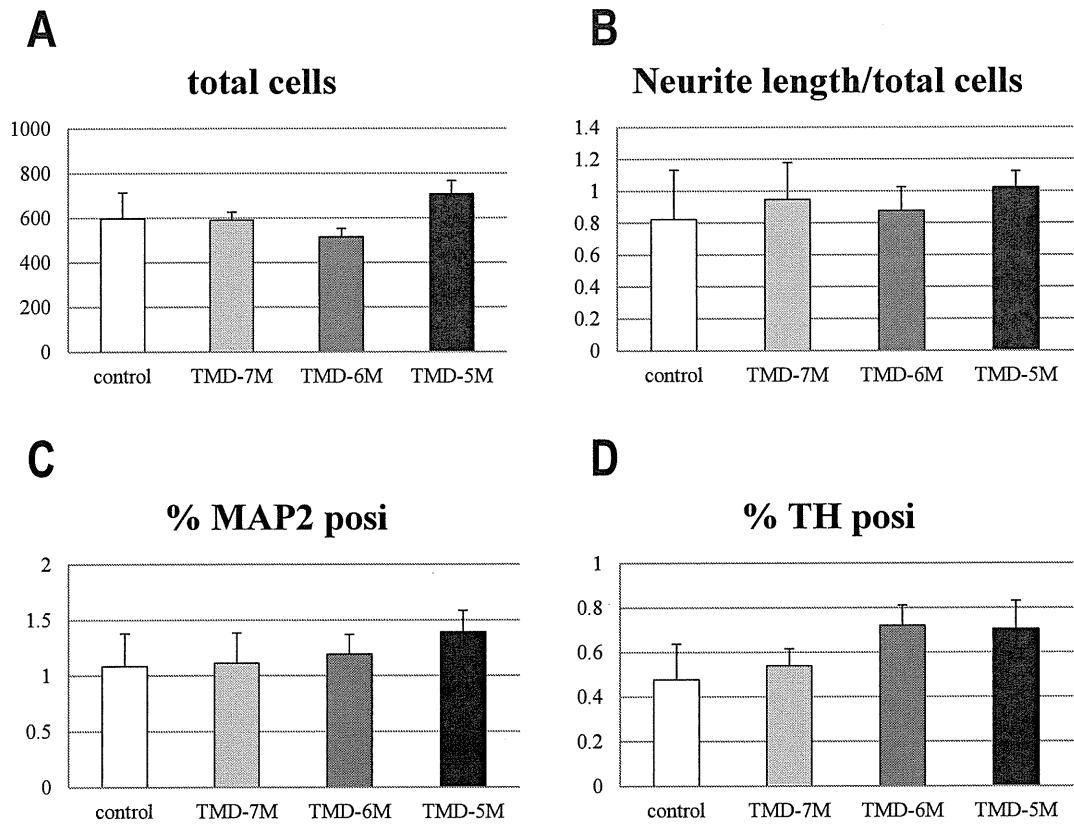 A
total cells
1000
800
600
400
200
0
control TMD-7M TMD-6M TMD-5M
B
Neurite length/total cells
1.4
1.2
1
0.8
0.6
0.4
0.2
0
control TMD-7M TMD-6M TMD-5M
C
% MAP2 posi
2
1.5
1
0.5
0
control TMD-7M TMD-6M TMD-5M
D
% TH posi
1
0.8
0.6
0.4
0.2
0
control TMD-7M TMD-6M TMD-5M